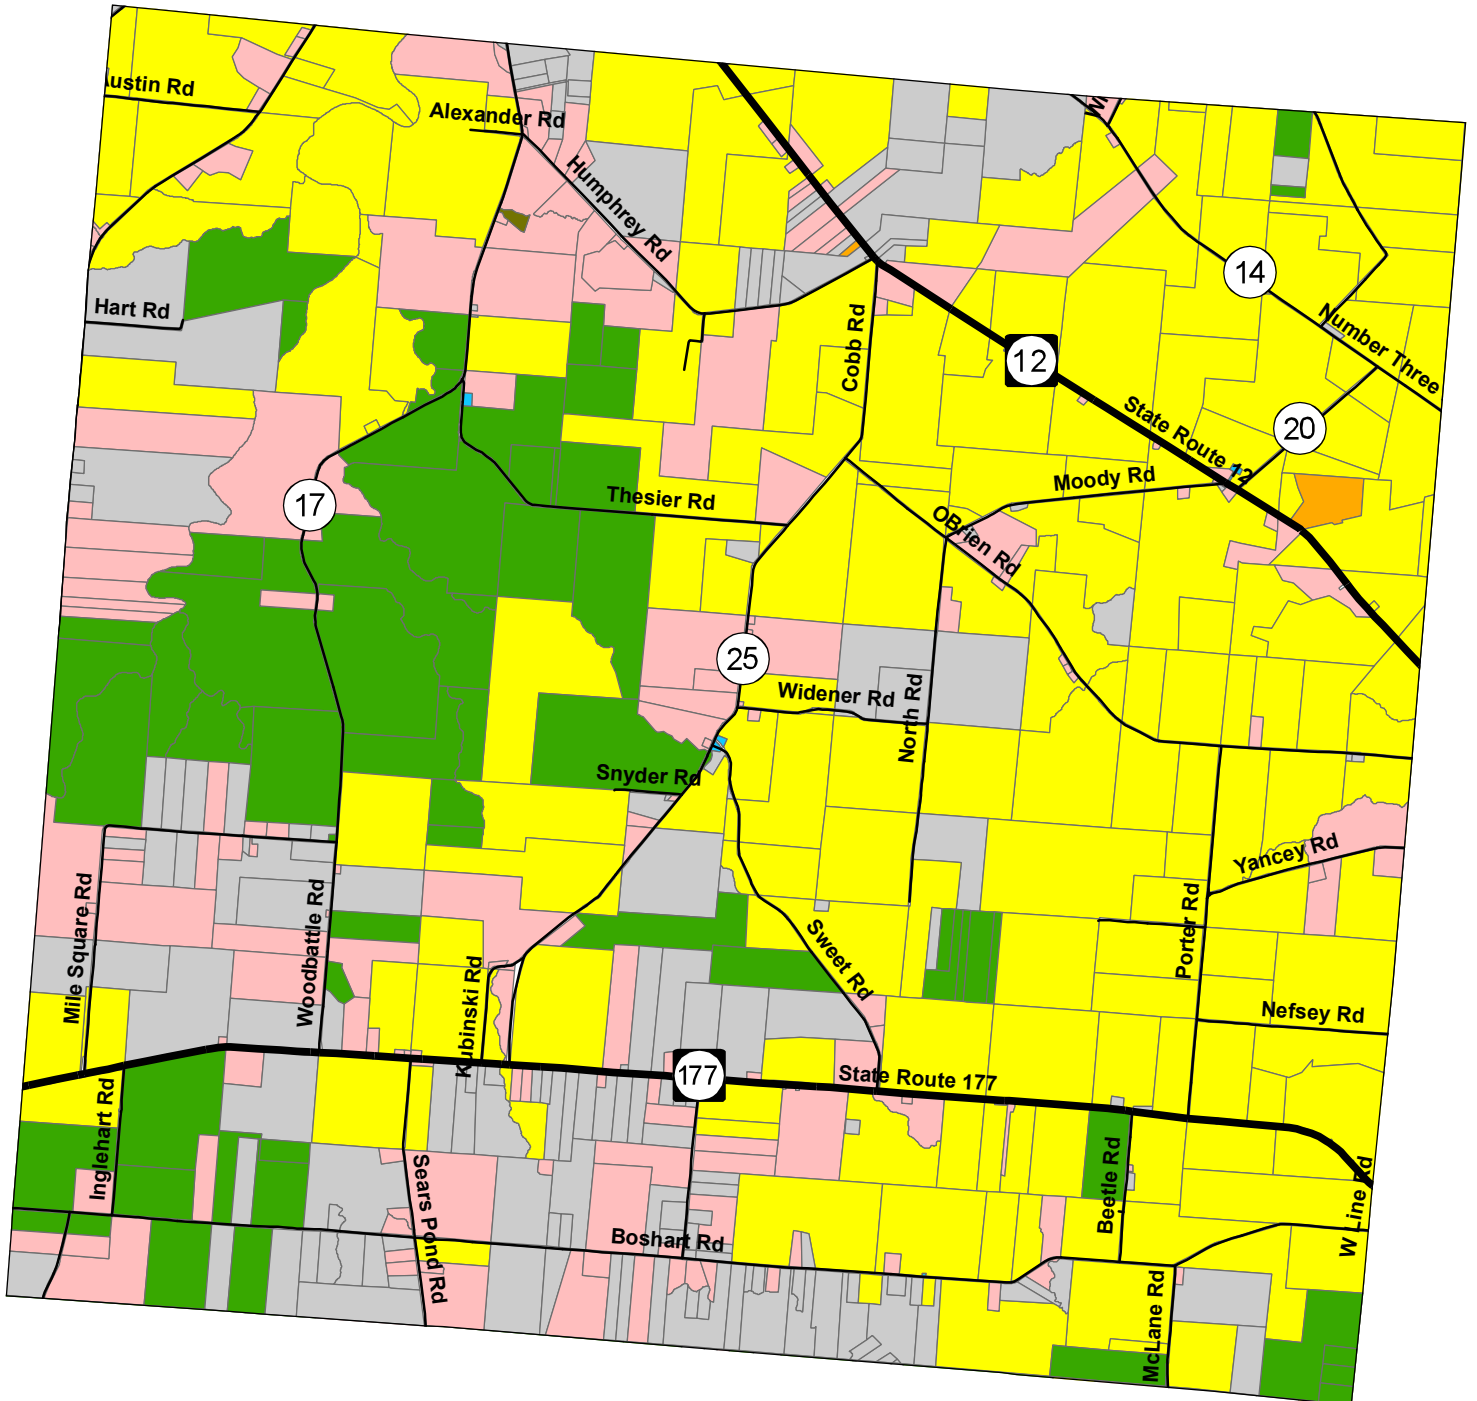 Austin Rd
Alexander Rd
Humphrey Rd
Hart Rd
14
Number Three
12
Cobb Rd
State Route 12
20
17
Thesier Rd
Moody Rd
OBrien Rd
25
Widener Rd
North Rd
Snyder Rd
Yancey Rd
Mile Square Rd
Woodbattle Rd
Porter Rd
Sweet Rd
Kubinski Rd
Nefsey Rd
177
State Route 177
Inglehart Rd
Sears Pond Rd
Beetle Rd
W Line Rd
Boshart Rd
McLane Rd